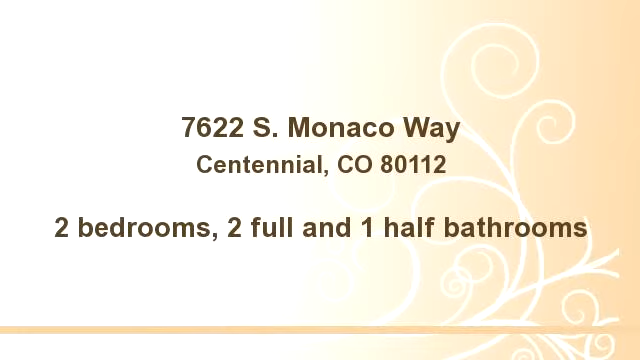 7622 S. Monaco Way
Centennial, CO 80112
2 bedrooms, 2 full and 1 half bathrooms